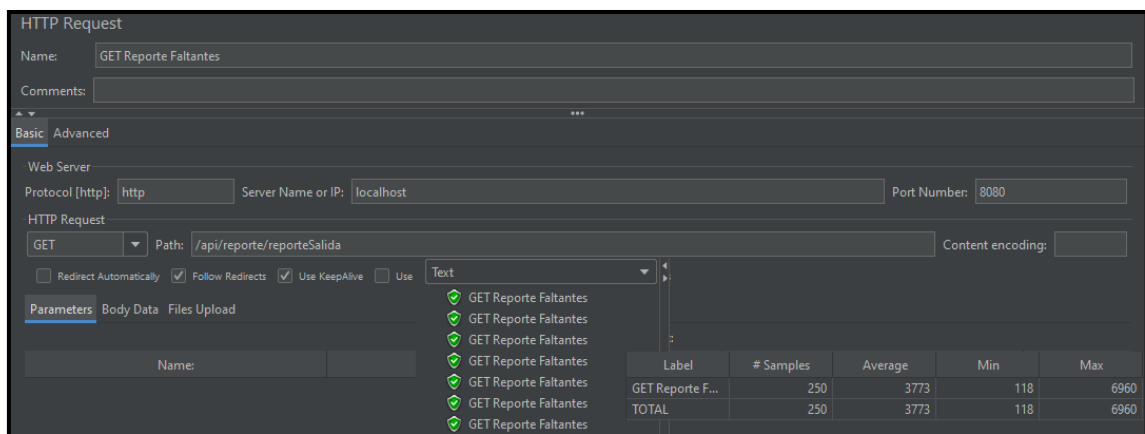 HTTP Request
Name: GET Reporte Faltantes
Comments:
Basic Advanced
Web Server
Protocol [http]: http Server Name or IP: localhost Port Number: 8080
HTTP Request
GET Path: /api/reporte/reporteSalida Content encoding:
Redirect Automatically Follow Redirects Use KeepAlive Use
Text
Parameters Body Data Files Upload
Name:
GET Reporte Faltantes
GET Reporte Faltantes
GET Reporte Faltantes
GET Reporte Faltantes
GET Reporte Faltantes
GET Reporte Faltantes
GET Reporte Faltantes
Label # Samples Average Min Max
GET Reporte F... 250 3773 118 6960
TOTAL 250 3773 118 6960